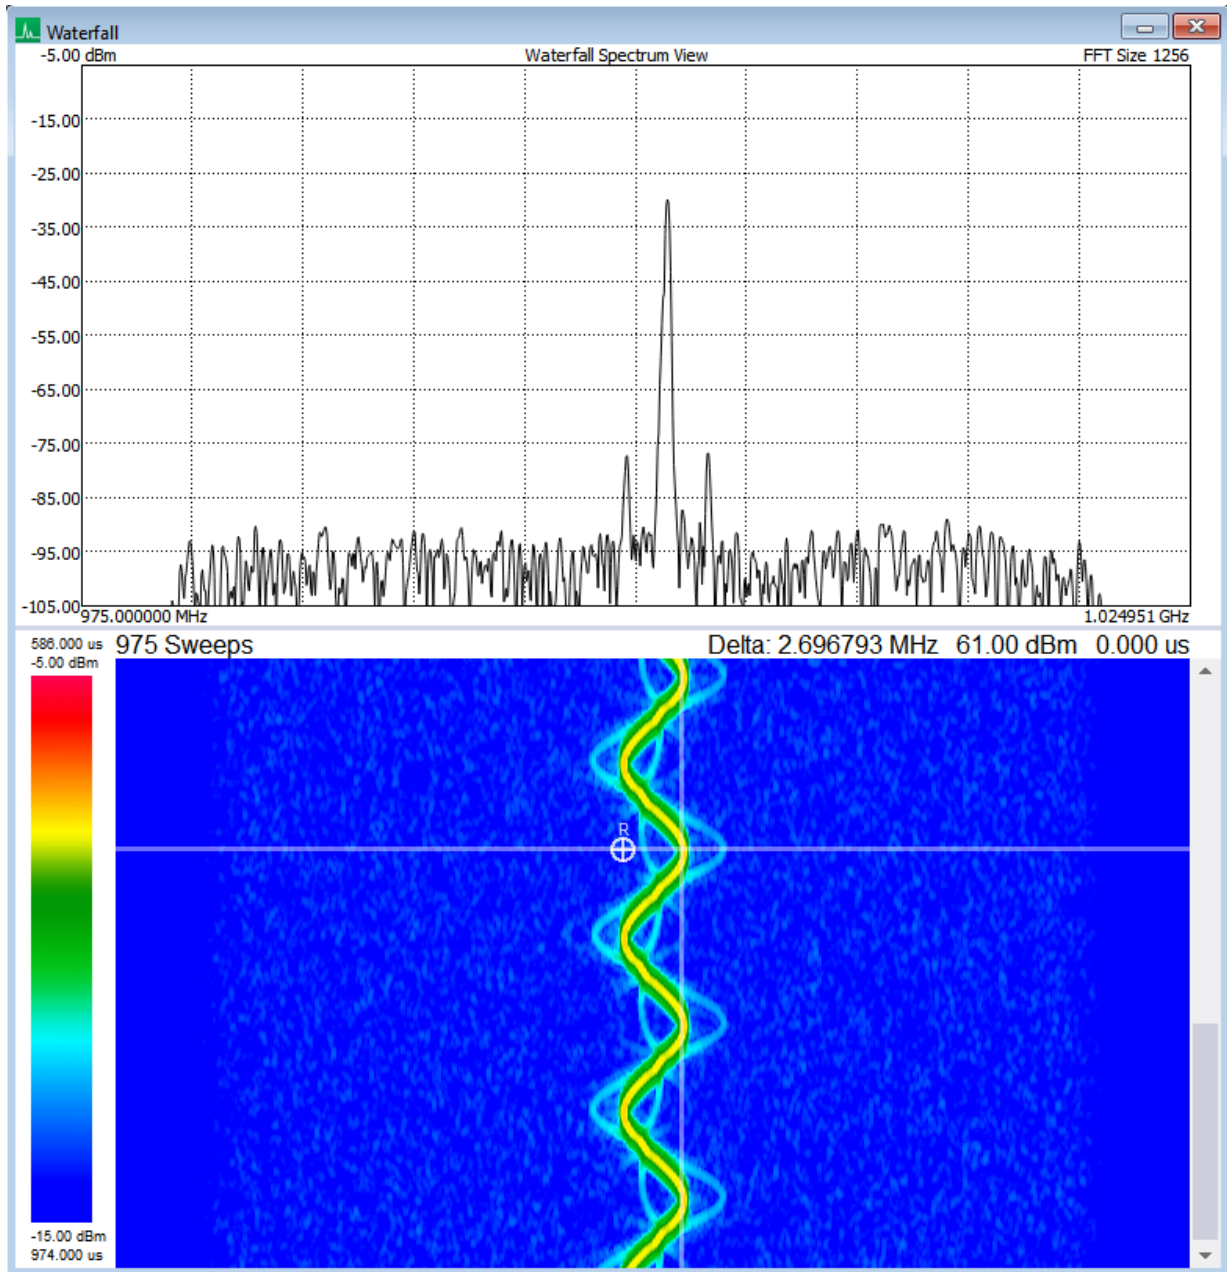 Waterfall
-5.00 dBm Waterfall Spectrum View FFT Size 1256
-15.00
-25.00
-35.00
-45.00
-55.00
-65.00
-75.00
-85.00
-95.00
-105.00
975.000000 MHz 1.024951 GHz
586.000 us 975 Sweeps Delta: 2.696793 MHz 61.00 dBm 0.000 us
-5.00 dBm
R
-15.00 dBm
974.000 us